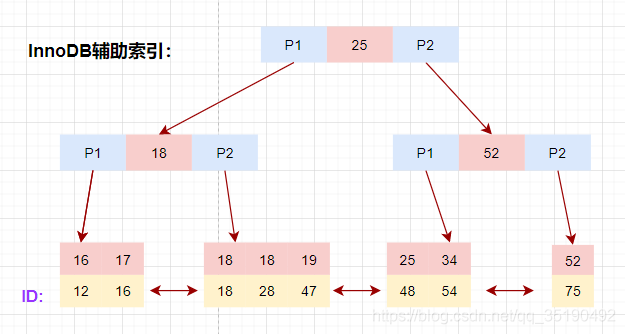 InnoDB辅助索引：
P1 25 P2
P1 18 P2
P1 52 P2
16 17
18 18 19
25 34
52
ID:
12 16
18 28 47
48 54
75
https://blog.csdn.net/qq_35190492